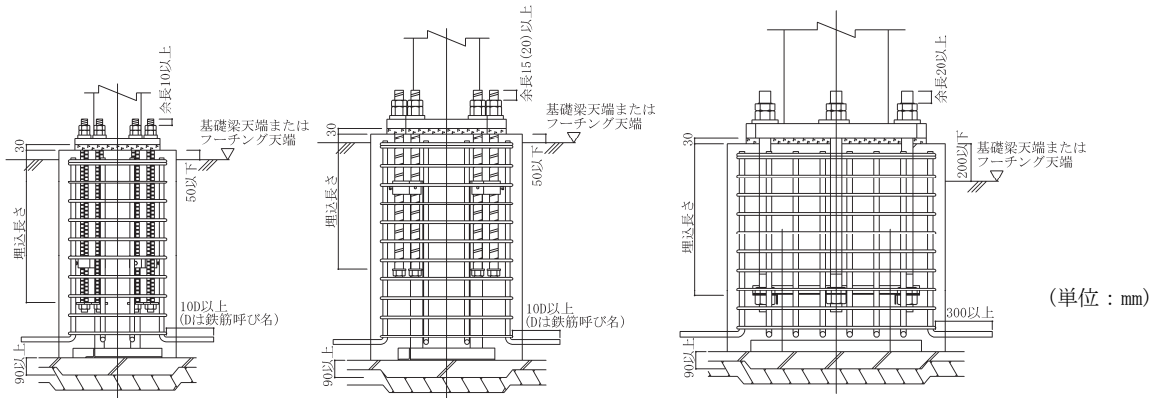 余長10以上
30
基礎梁天端または
フーチング天端
50以下
埋込長さ
10D以上
(Dは鉄筋呼び名)
90以上
余長15(20)以上
30
基礎梁天端または
フーチング天端
50以下
埋込長さ
10D以上
(Dは鉄筋呼び名)
90以上
余長20以上
30
200以下
基礎梁天端または
フーチング天端
埋込長さ
300以上
90以上
(単位：mm)